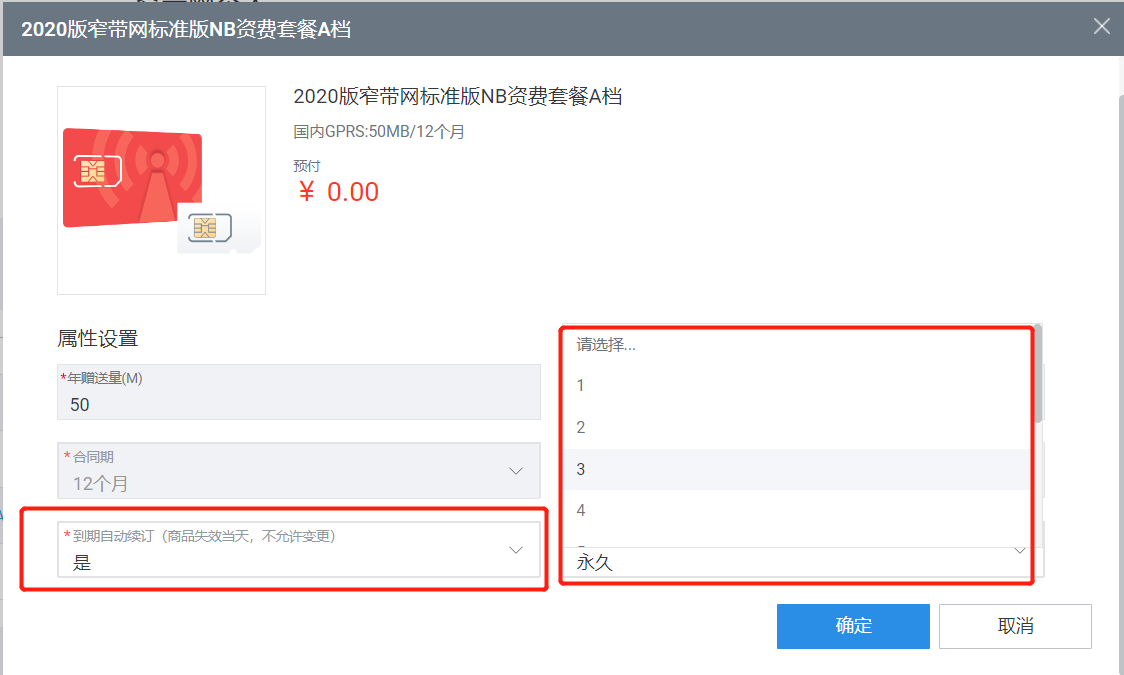 2020版窄带网标准版NB资费套餐A档
2020版窄带网标准版NB资费套餐A档
国内GPRS:50MB/12个月
预付
¥ 0.00
属性设置
*年赠送量(M)
50
*合同期
12个月
*到期自动续订（商品失效当天，不允许变更）
是
请选择...
1
2
3
4
永久
确定
取消